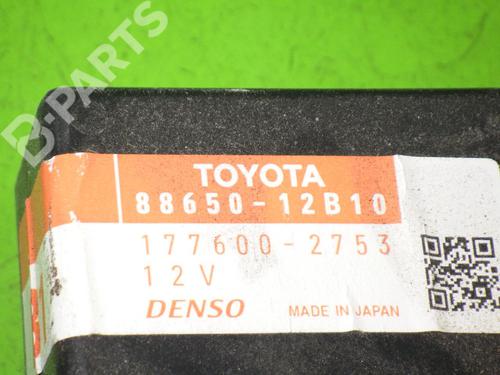 B-PARTS
TOYOTA
88650-12B10
177600-2753
12V
DENSO MADE IN JAPAN